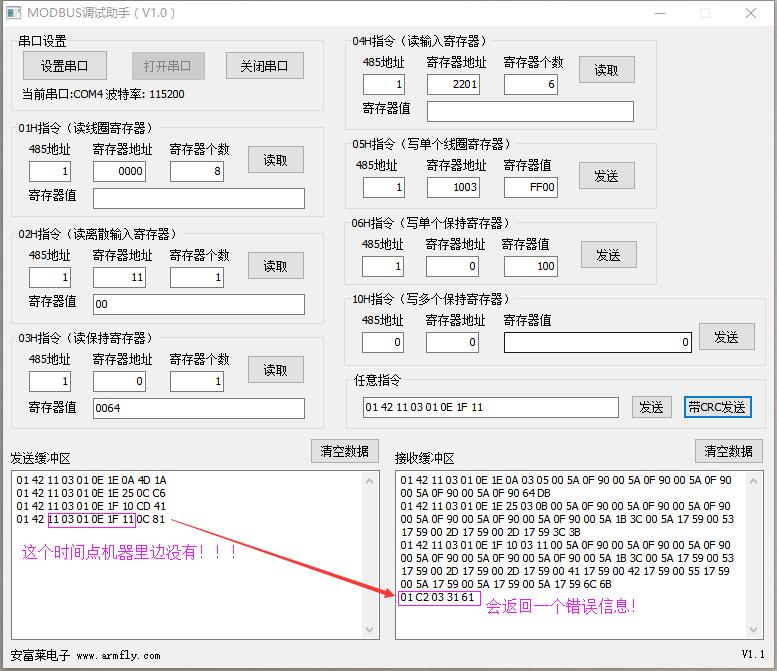 MODBUS调试助手（V1.0）
串口设置
设置串口
打开串口
关闭串口
当前串口:COM4 波特率: 115200
01H指令（读线圈寄存器）
485地址 寄存器地址 寄存器个数
1 0000 8 读取
寄存器值
02H指令（读离散输入寄存器）
485地址 寄存器地址 寄存器个数
1 11 1 读取
寄存器值 00
03H指令（读保持寄存器）
485地址 寄存器地址 寄存器个数
1 0 1 读取
寄存器值 0064
04H指令（读输入寄存器）
485地址 寄存器地址 寄存器个数
1 2201 6 读取
寄存器值
05H指令（写单个线圈寄存器）
485地址 寄存器地址 寄存器值
1 1003 FF00 发送
06H指令（写单个保持寄存器）
485地址 寄存器地址 寄存器值
1 0 100 发送
10H指令（写多个保持寄存器）
485地址 寄存器地址 寄存器值
0 0 0 发送
任意指令
01 42 11 03 01 0E 1F 11 发送 带CRC发送
发送缓冲区 清空数据
01 42 11 03 01 0E 1E 0A 4D 1A
01 42 11 03 01 0E 1E 25 0C C6
01 42 11 03 01 0E 1F 10 CD 41
01 42 11 03 01 0E 1F 11 0C 81
这个时间点机器里边没有！！！
接收缓冲区 清空数据
01 42 11 03 01 0E 1E 0A 03 05 00 5A 0F 90 00 5A 0F 90 00 5A 0F 90
00 5A 0F 90 00 5A 0F 90 64 DB
01 42 11 03 01 0E 1E 25 03 0B 00 5A 0F 90 00 5A 0F 90 00 5A 0F 90
00 5A 0F 90 00 5A 0F 90 00 5A 0F 90 00 5A 1B 3C 00 5A 17 59 00 53
17 59 00 2D 17 59 00 2D 17 59 3C 3B
01 42 11 03 01 0E 1F 10 03 11 00 5A 0F 90 00 5A 0F 90 00 5A 0F 90
00 5A 0F 90 00 5A 0F 90 00 5A 0F 90 00 5A 1B 3C 00 5A 17 59 00 53
17 59 00 2D 17 59 00 2D 17 59 00 41 17 59 00 42 17 59 00 55 17 59
00 5A 17 59 00 5A 17 59 00 5A 17 59 6C 6B
01 C2 03 31 61
会返回一个错误信息！
安富莱电子 www.armfly.com
V1.1